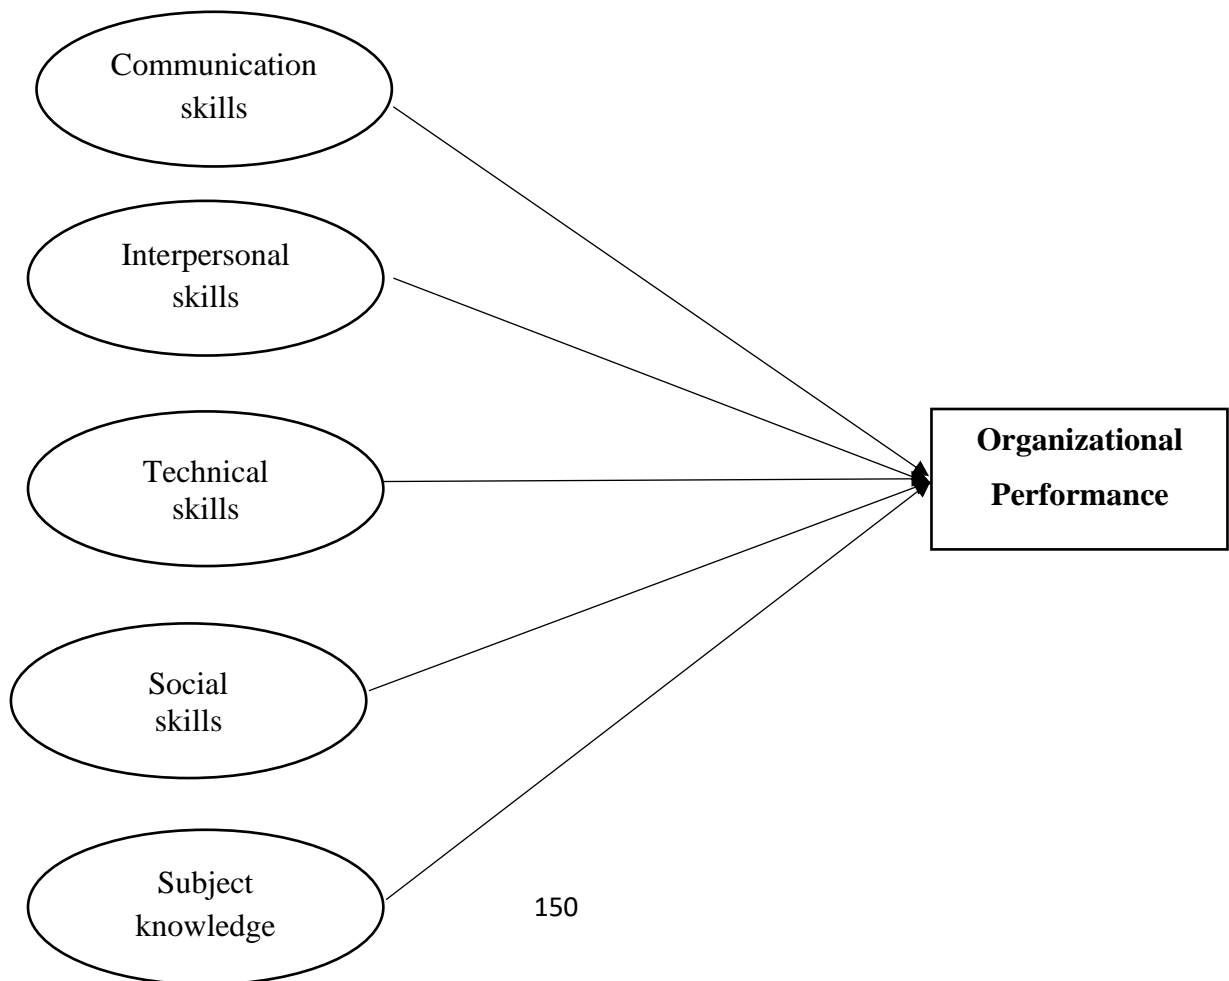 Communication
skills
Interpersonal
skills
Technical
skills
Organizational
Performance
Social
skills
Subject
knowledge
150